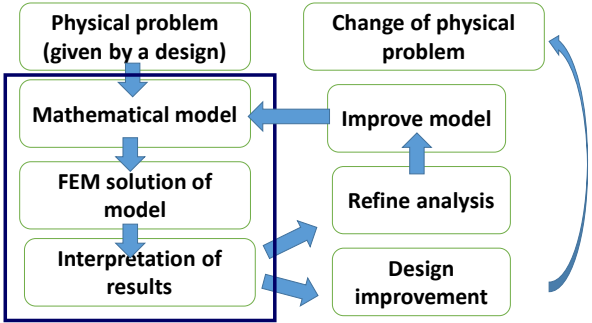 Physical problem
(given by a design)
Change of physical
problem
Mathematical model
Improve model
FEM solution of
model
Refine analysis
Interpretation of
results
Design
improvement